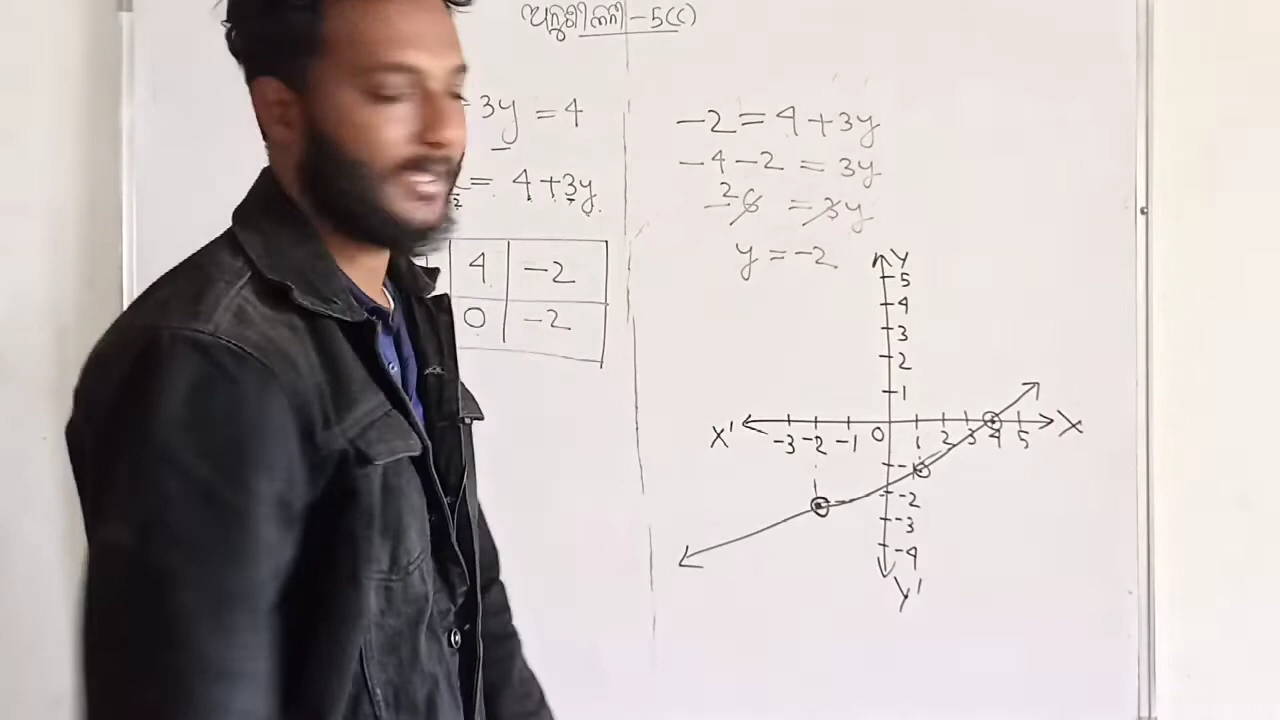 ଅନୁଶୀଳନୀ - 5(c)
3y = 4
= 4 + 3y
4 -2
0 -2
-2 = 4 + 3y
-4 - 2 = 3y
-6 = 3y
2
y = -2
Y
5
4
3
2
1
X' -3 -2 -1 0 1 2 3 4 5 X
-1
-2
-3
-4
Y'